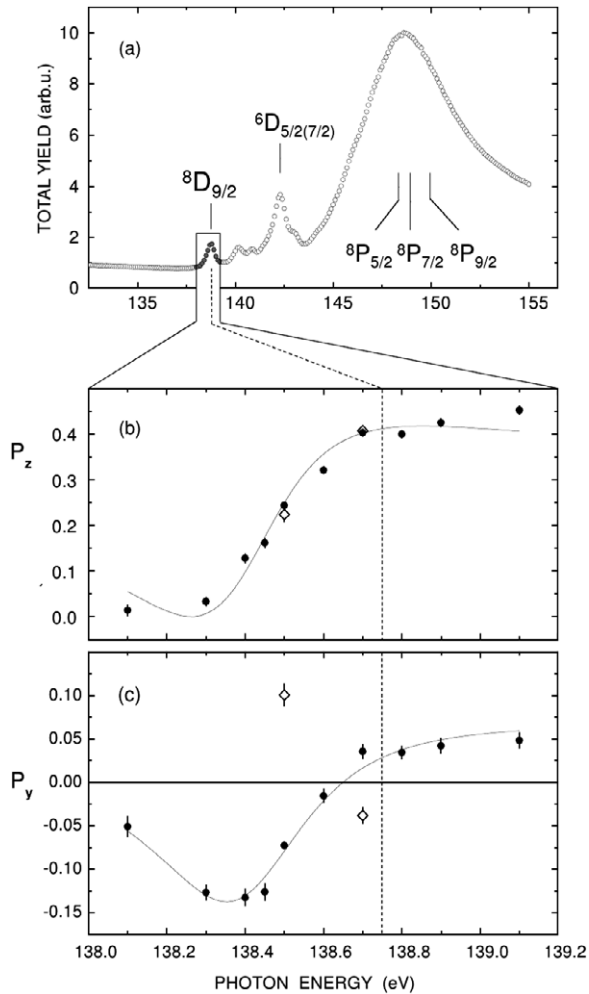 (a)
TOTAL YIELD (arb.u.)
10
8
6
4
2
0
⁸D₉/₂
⁶D₅/₂(₇/₂)
⁸P₅/₂ ⁸P₇/₂ ⁸P₉/₂
135 140 145 150 155
(b)
P_z
0.4
0.3
0.2
0.1
0.0
(c)
P_y
0.10
0.05
0.00
-0.05
-0.10
-0.15
138.0 138.2 138.4 138.6 138.8 139.0 139.2
PHOTON ENERGY (eV)